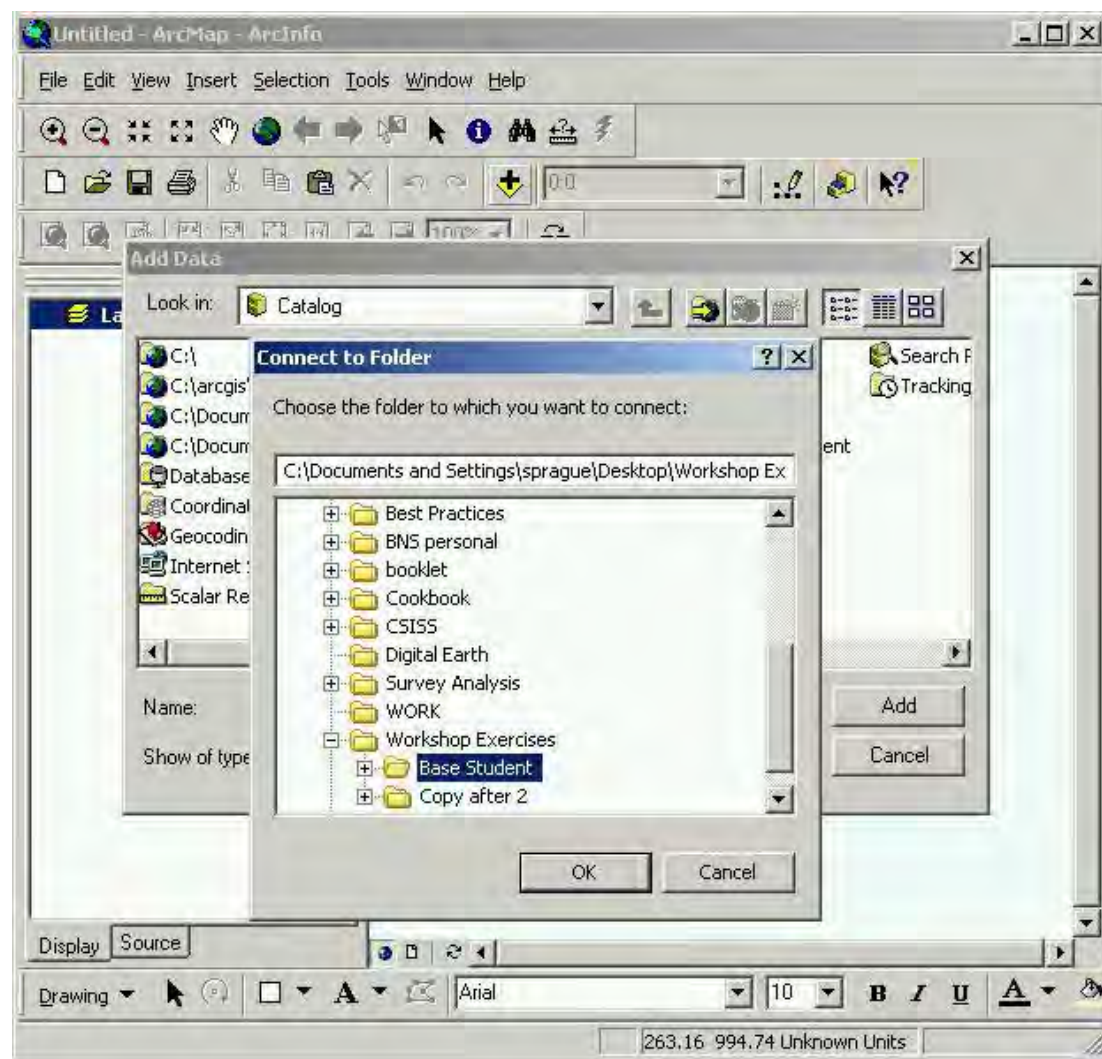 Untitled - ArcMap - ArcInfo
File Edit View Insert Selection Tools Window Help
0:0
100%
Add Data
Look in: Catalog
La
C:\
C:\arcgis\
C:\Docum
C:\Docum
Database
Coordinat
Geocodin
Internet
Scalar Re
Search F
Tracking
ent
Connect to Folder
Choose the folder to which you want to connect:
C:\Documents and Settings\sprague\Desktop\Workshop Ex
Best Practices
BNS personal
booklet
Cookbook
CSISS
Digital Earth
Survey Analysis
WORK
Workshop Exercises
Base Student
Copy after 2
OK Cancel
Name:
Add
Show of type
Cancel
Display Source
Drawing A Arial 10 B I U A
263.16 994.74 Unknown Units